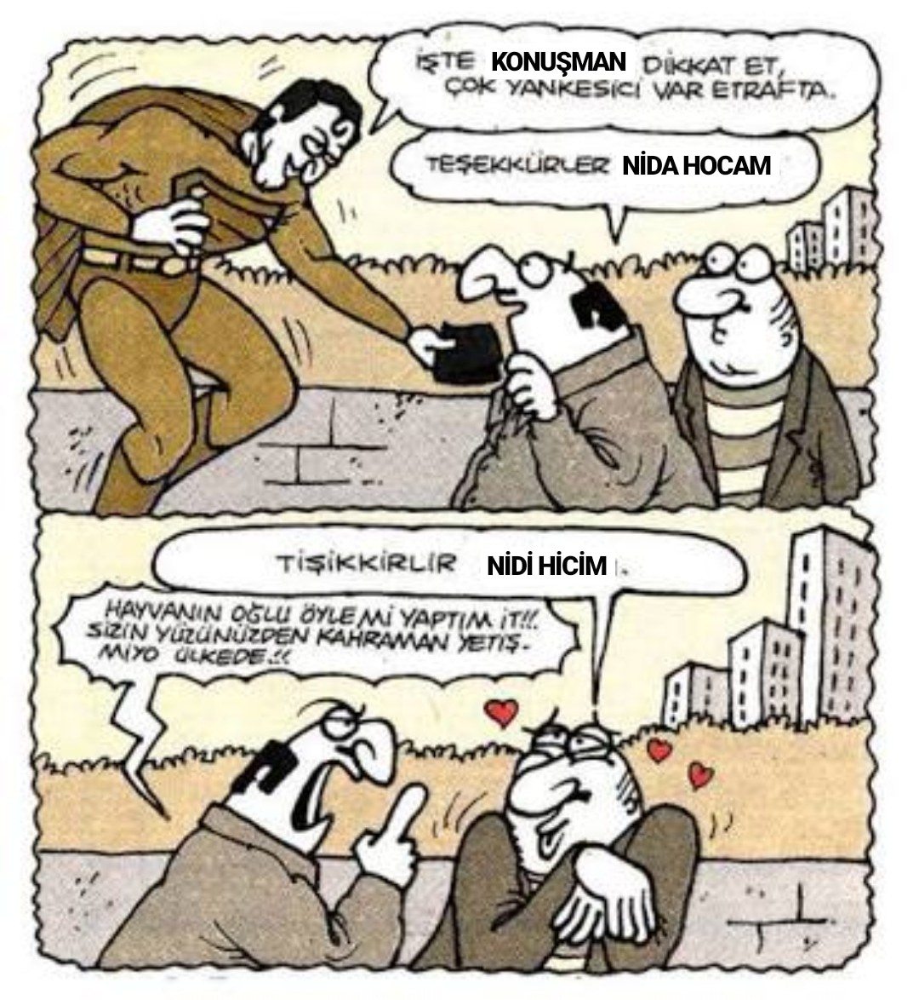 İŞTE KONUŞMAN DİKKAT ET,
ÇOK YANKESİCİ VAR ETRAFTA.
TEŞEKKÜRLER NİDA HOCAM
TİŞİKKİRLİR NİDİ HİCİM .
HAYVANIN OĞLU ÖYLE Mİ YAPTIM İT!!
SİZİN YÜZÜNÜZDEN KAHRAMAN YETİŞ-
MİYO ÜLKEDE.!!